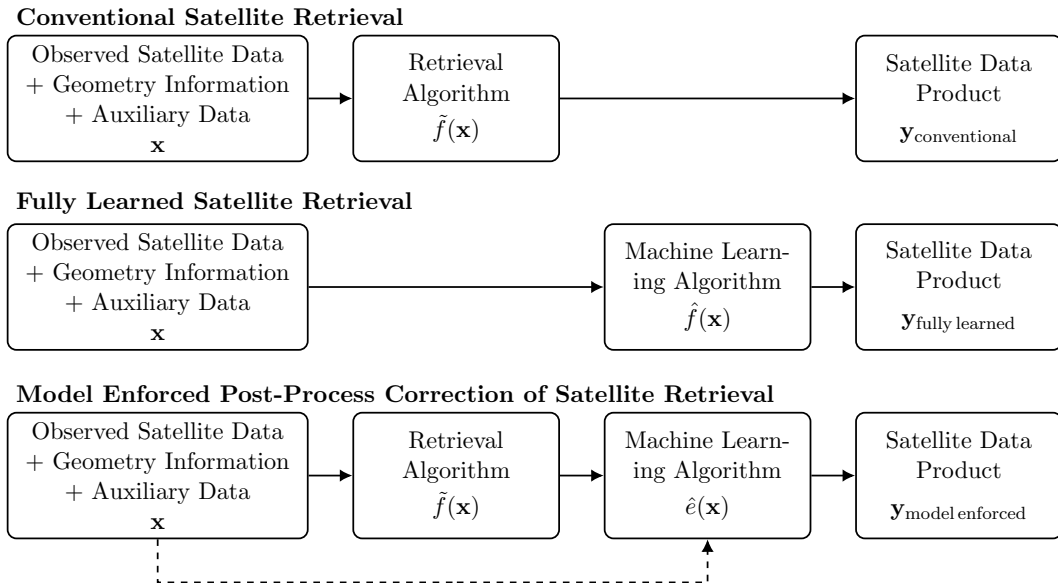 Conventional Satellite Retrieval
Observed Satellite Data
+ Geometry Information
+ Auxiliary Data
x
Retrieval
Algorithm
f̃(x)
Satellite Data
Product
y_conventional
Fully Learned Satellite Retrieval
Observed Satellite Data
+ Geometry Information
+ Auxiliary Data
x
Machine Learn-
ing Algorithm
f̂(x)
Satellite Data
Product
y_fully learned
Model Enforced Post-Process Correction of Satellite Retrieval
Observed Satellite Data
+ Geometry Information
+ Auxiliary Data
x
Retrieval
Algorithm
f̃(x)
Machine Learn-
ing Algorithm
ê(x)
Satellite Data
Product
y_model enforced